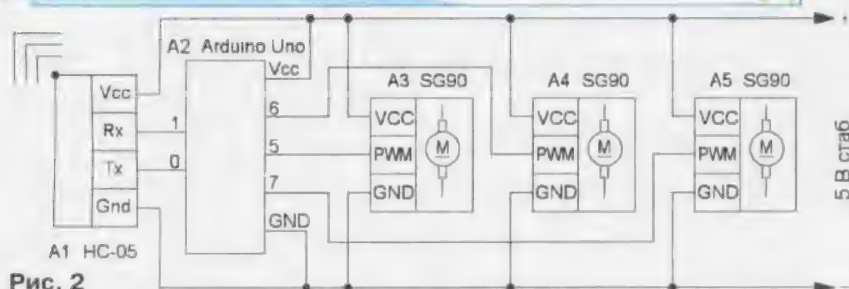 A2 Arduino Uno
Vcc
6
5
7
GND
Vcc
Rx
Tx
Gnd
1
0
A1 HC-05
A3 SG90
VCC
PWM
GND
M
A4 SG90
VCC
PWM
GND
M
A5 SG90
VCC
PWM
GND
M
+
5 В стаб
-
Рис. 2